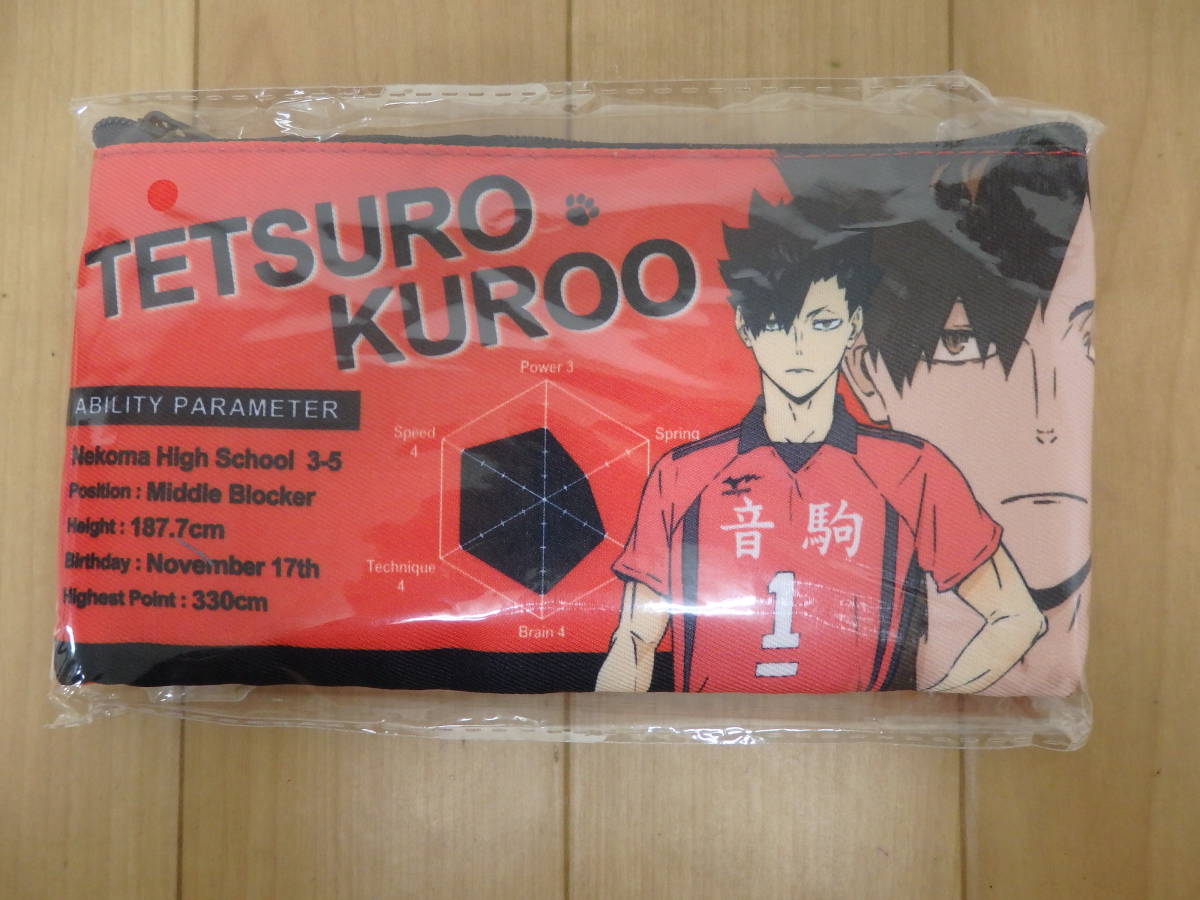 TETSURO
KUROO
ABILITY PARAMETER
Nekoma High School 3-5
Position : Middle Blocker
Height : 187.7cm
Birthday : November 17th
Highest Point : 330cm
Power 3
Speed
4
Spring
Technique
4
Brain 4
音駒
1